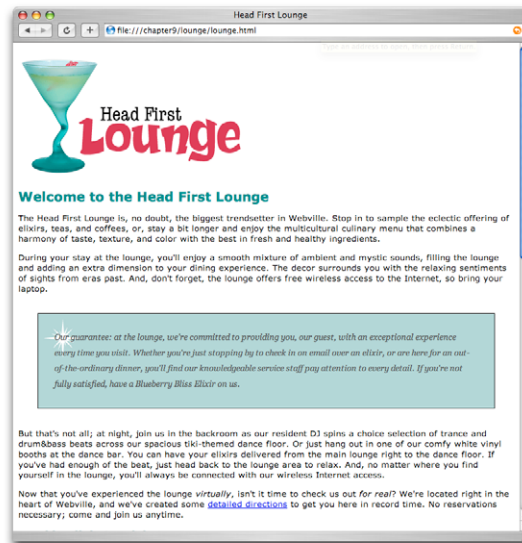 Head First Lounge
file:///chapter9/lounge/lounge.html
Head First
Lounge
Welcome to the Head First Lounge
The Head First Lounge is, no doubt, the biggest trendsetter in Webville. Stop in to sample the eclectic offering of
elixirs, teas, and coffees, or, stay a bit longer and enjoy the multicultural culinary menu that combines a
harmony of taste, texture, and color with the best in fresh and healthy ingredients.
During your stay at the lounge, you'll enjoy a smooth mixture of ambient and mystic sounds, filling the lounge
and adding an extra dimension to your dining experience. The decor surrounds you with the relaxing sentiments
of sights from eras past. And, don't forget, the lounge offers free wireless access to the Internet, so bring your
laptop.
Our guarantee: at the lounge, we're committed to providing you, our guest, with an exceptional experience
every time you visit. Whether you're just stopping by to check in on email over an elixir, or are here for an out-
of-the-ordinary dinner, you'll find our knowledgeable service staff pay attention to every detail. If you're not
fully satisfied, have a Blueberry Bliss Elixir on us.
But that's not all; at night, join us in the backroom as our resident DJ spins a choice selection of trance and
drum&bass beats across our spacious tiki-themed dance floor. Or just hang out in one of our comfy white vinyl
booths at the dance bar. You can have your elixirs delivered from the main lounge right to the dance floor. If
you've had enough of the beat, just head back to the lounge area to relax. And, no matter where you find
yourself in the lounge, you'll always be connected with our wireless Internet access.
Now that you've experienced the lounge virtually, isn't it time to check us out for real? We're located right in the
heart of Webville, and we've created some detailed directions to get you here in record time. No reservations
necessary; come and join us anytime.